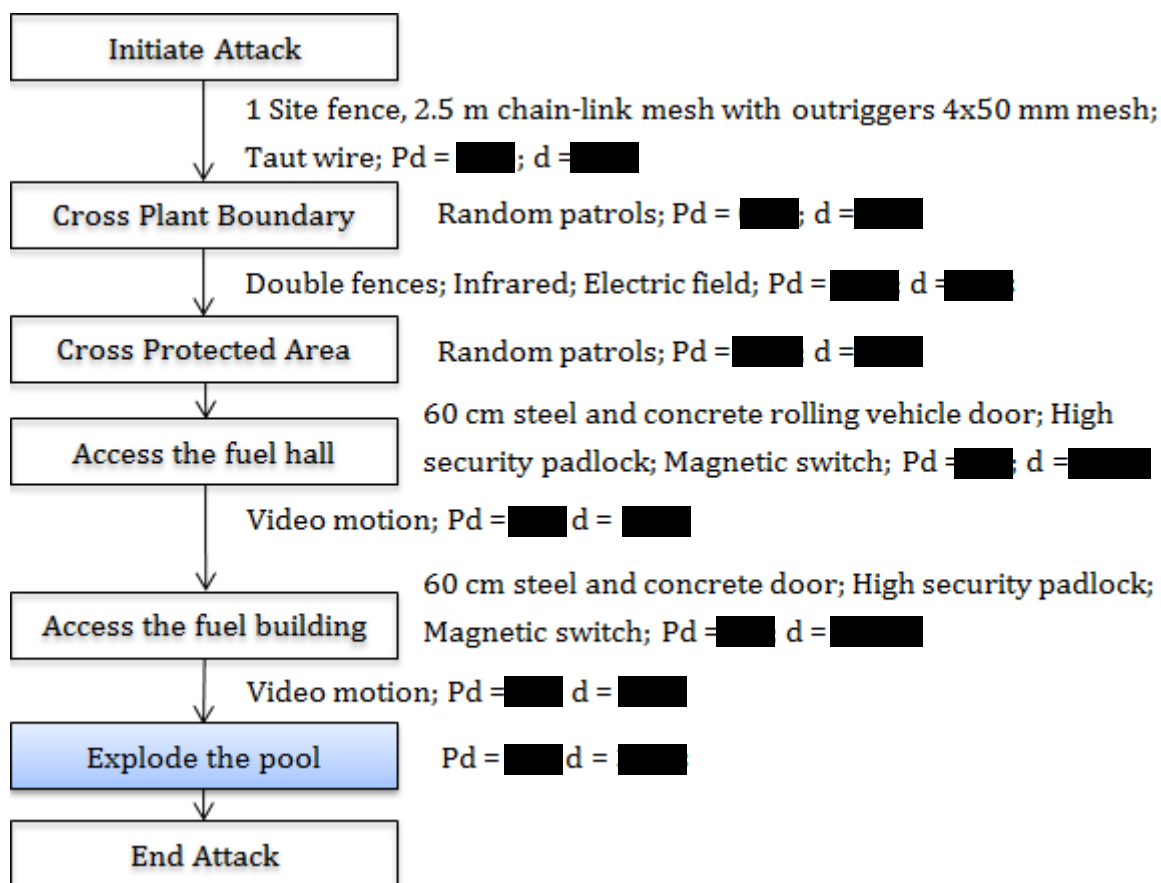 Initiate Attack
1 Site fence, 2.5 m chain-link mesh with outriggers 4x50 mm mesh;
Taut wire; Pd = ; d =
Cross Plant Boundary
Random patrols; Pd = ; d =
Double fences; Infrared; Electric field; Pd = d =
Cross Protected Area
Random patrols; Pd = d =
Access the fuel hall
60 cm steel and concrete rolling vehicle door; High
security padlock; Magnetic switch; Pd = ; d =
Video motion; Pd = d =
Access the fuel building
60 cm steel and concrete door; High security padlock;
Magnetic switch; Pd = d =
Video motion; Pd = d =
Explode the pool
Pd = d =
End Attack